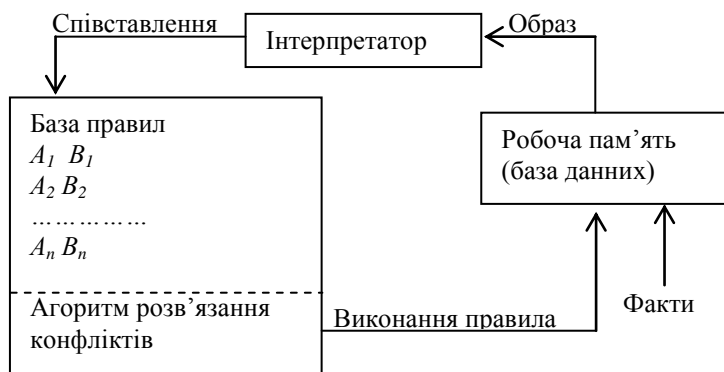 Співставлення
Інтерпретатор
Образ
База правил
A1 B1
A2 B2
……………
An Bn
Алгоритм розв’язання
конфліктів
Робоча пам’ять
(база данних)
Виконання правила
Факти